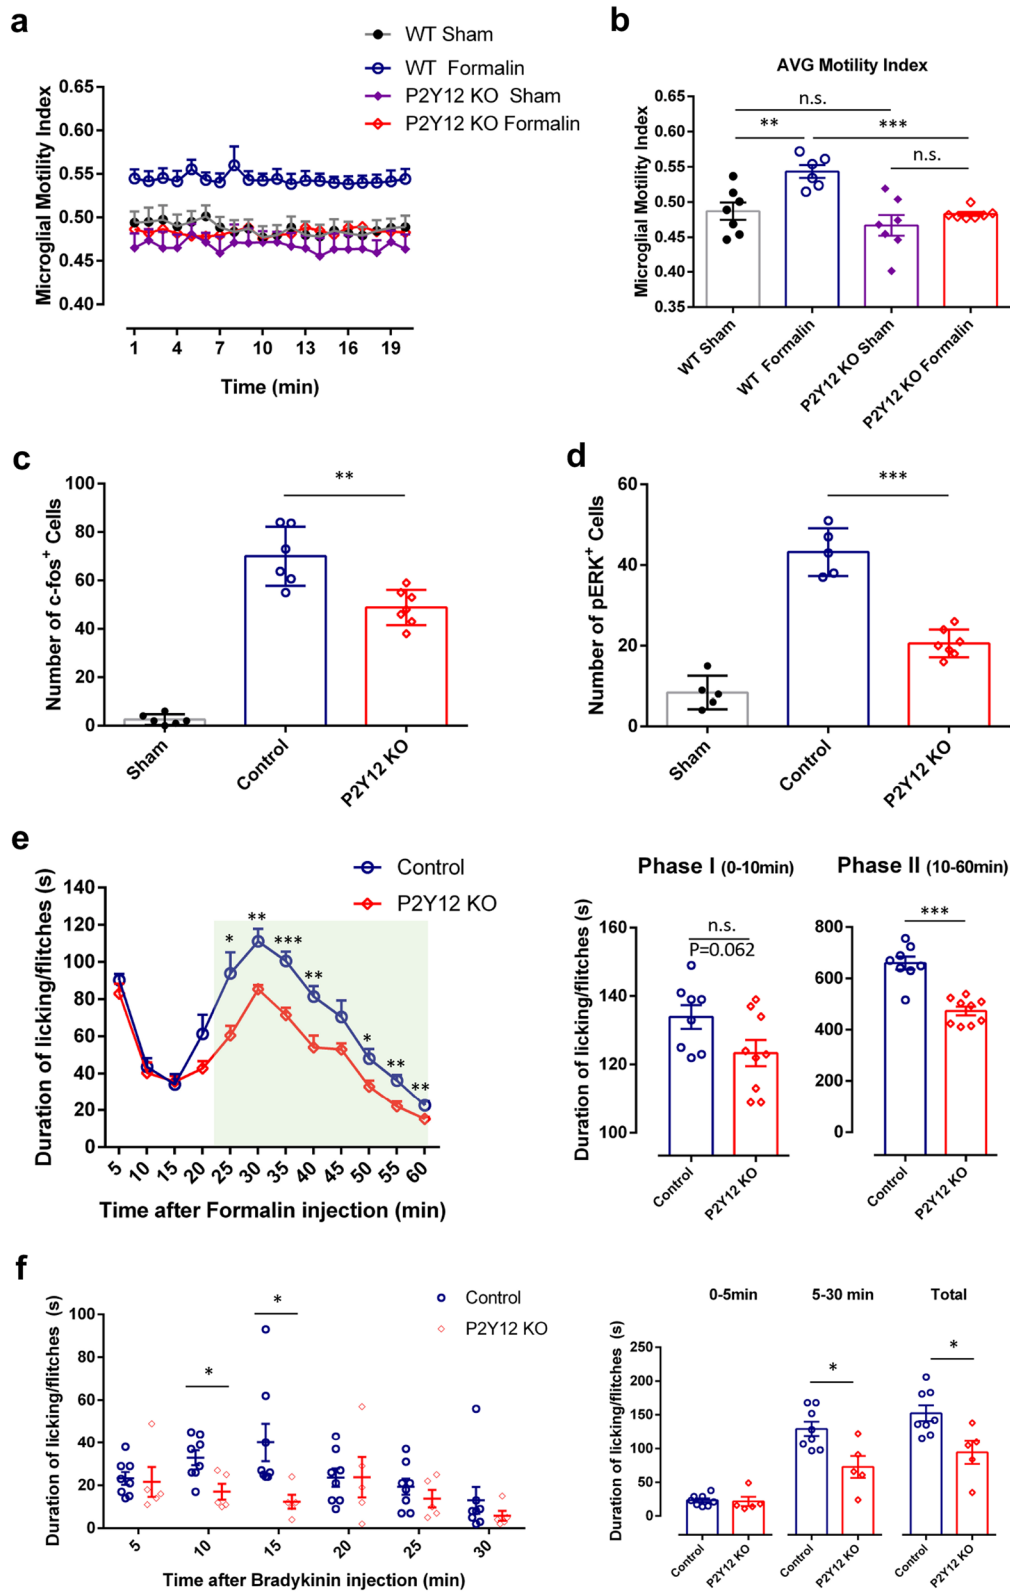 a
WT Sham
WT Formalin
P2Y12 KO Sham
P2Y12 KO Formalin
Microglial Motility Index
0.65
0.60
0.55
0.50
0.45
0.40
1 4 7 10 13 16 19
Time (min)
b
AVG Motility Index
Microglial Motility Index
0.65
0.60
0.55
0.50
0.45
0.40
0.35
n.s.
** ***
n.s.
WT Sham
WT Formalin
P2Y12 KO Sham
P2Y12 KO Formalin
c
Number of c-fos+ Cells
100
80
60
40
20
0
**
Sham
Control
P2Y12 KO
d
Number of pERK+ Cells
60
40
20
0
***
Sham
Control
P2Y12 KO
e
Control
P2Y12 KO
Duration of licking/flitches (s)
140
120
100
80
60
40
20
0
* ** *** ** * ** **
5 10 15 20 25 30 35 40 45 50 55 60
Time after Formalin injection (min)
Phase I (0-10min)
Duration of licking/flitches (s)
160
140
120
100
n.s.
P=0.062
Control
P2Y12 KO
Phase II (10-60min)
800
600
400
200
0
***
Control
P2Y12 KO
f
Control
P2Y12 KO
Duration of licking/flitches (s)
100
80
60
40
20
0
* *
5 10 15 20 25 30
Time after Bradykinin injection (min)
0-5min 5-30 min Total
Duration of licking/flitches (s)
250
200
150
100
50
0
* *
Control
P2Y12 KO
Control
P2Y12 KO
Control
P2Y12 KO